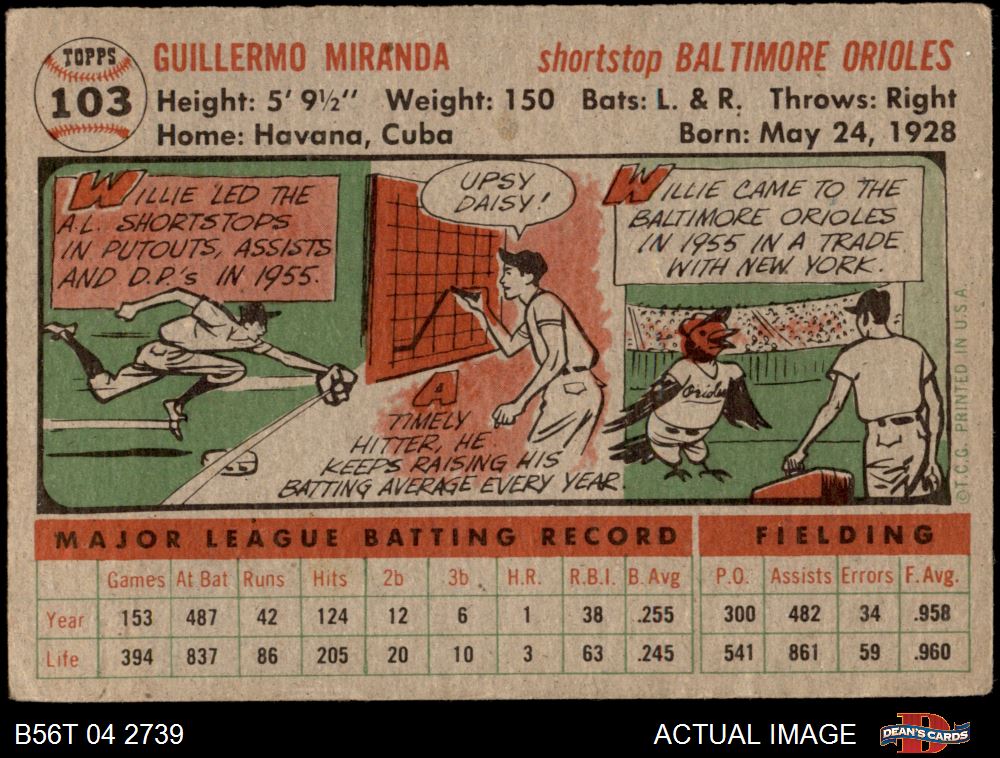 TOPPS
103
GUILLERMO MIRANDA shortstop BALTIMORE ORIOLES
Height: 5' 9½" Weight: 150 Bats: L. & R. Throws: Right
Home: Havana, Cuba Born: May 24, 1928
WILLIE LED THE
A.L. SHORTSTOPS
IN PUTOUTS, ASSISTS
AND D.P.'s IN 1955.
UPSY
DAISY!
A
TIMELY
HITTER, HE
KEEPS RAISING HIS
BATTING AVERAGE EVERY YEAR.
WILLIE CAME TO THE
BALTIMORE ORIOLES
IN 1955 IN A TRADE
WITH NEW YORK.
Orioles
©T.C.G. PRINTED IN U.S.A.
MAJOR LEAGUE BATTING RECORD FIELDING
Games At Bat Runs Hits 2b 3b. H.R. R.B.I. B. Avg P.O. Assists Errors F. Avg.
Year 153 487 42 124 12 6 1 38 .255 300 482 34 .958
Life 394 837 86 205 20 10 3 63 .245 541 861 59 .960
B56T 04 2739 ACTUAL IMAGE
D
DEAN'S CARDS